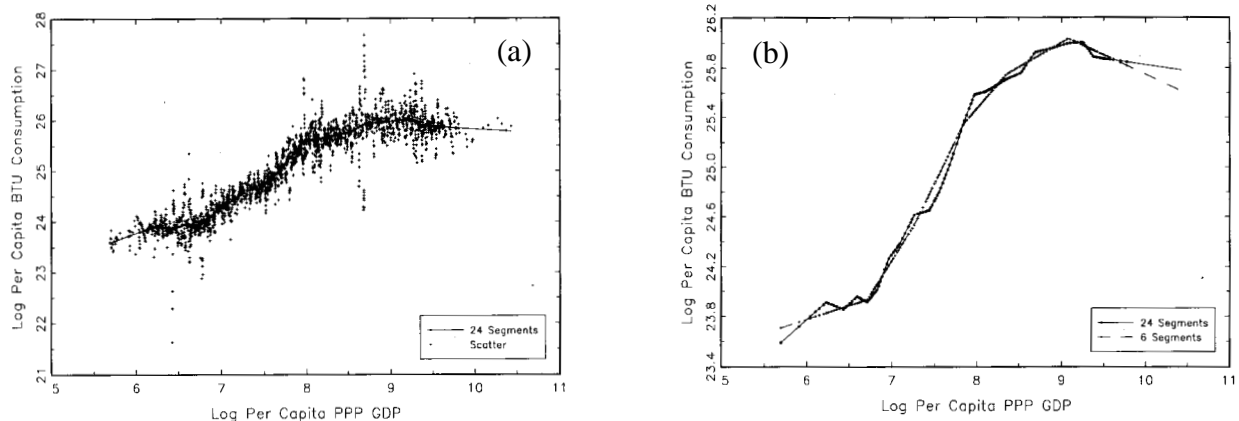 (a)
Log Per Capita BTU Consumption
28
27
26
25
24
23
22
21
24 Segments
Scatter
5 6 7 8 9 10 11
Log Per Capita PPP GDP
(b)
Log Per Capita BTU Consumption
26.2
25.8
25.4
25.0
24.6
24.2
23.8
23.4
24 Segments
6 Segments
5 6 7 8 9 10 11
Log Per Capita PPP GDP